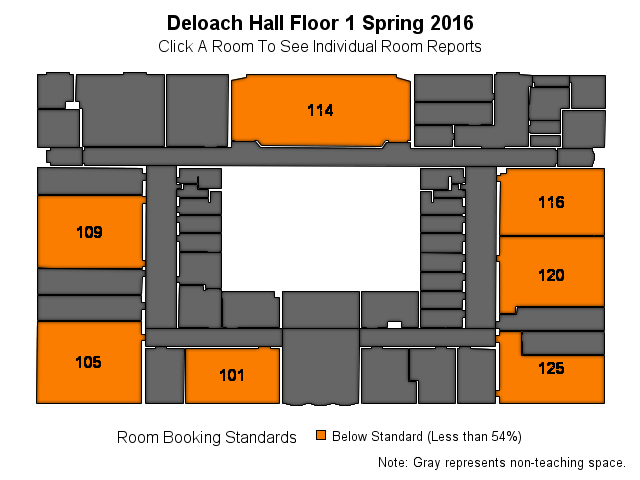 Deloach Hall Floor 1 Spring 2016
Click A Room To See Individual Room Reports
114
116
109
120
105
125
101
Room Booking Standards Below Standard (Less than 54%)
Note: Gray represents non-teaching space.